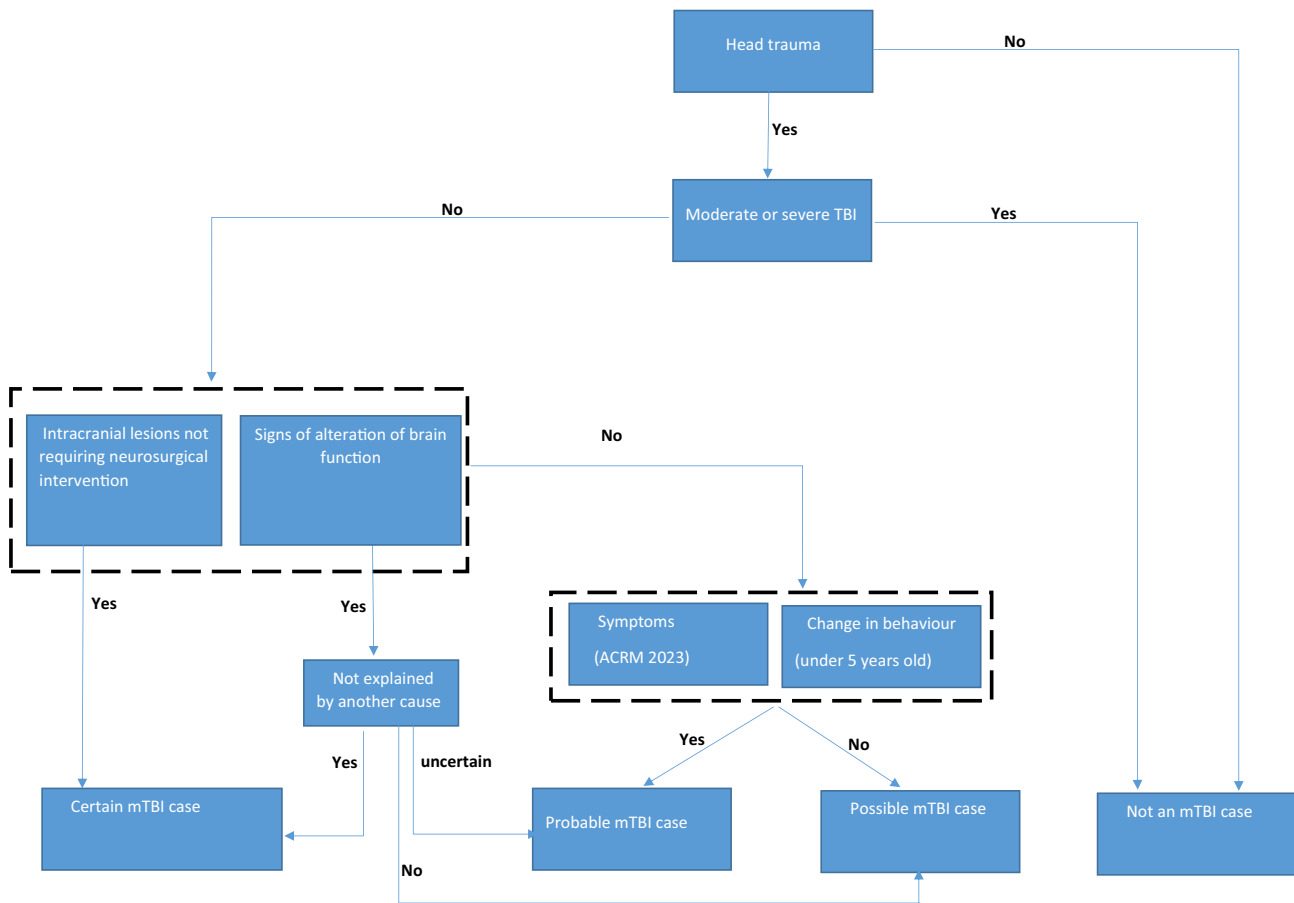 Head trauma
No
Yes
Moderate or severe TBI
No
Yes
Intracranial lesions not
requiring neurosurgical
intervention
Signs of alteration of brain
function
No
Yes
Yes
Symptoms
(ACRM 2023)
Change in behaviour
(under 5 years old)
Not explained
by another cause
Yes
uncertain
Yes
No
Certain mTBI case
Probable mTBI case
Possible mTBI case
Not an mTBI case
No